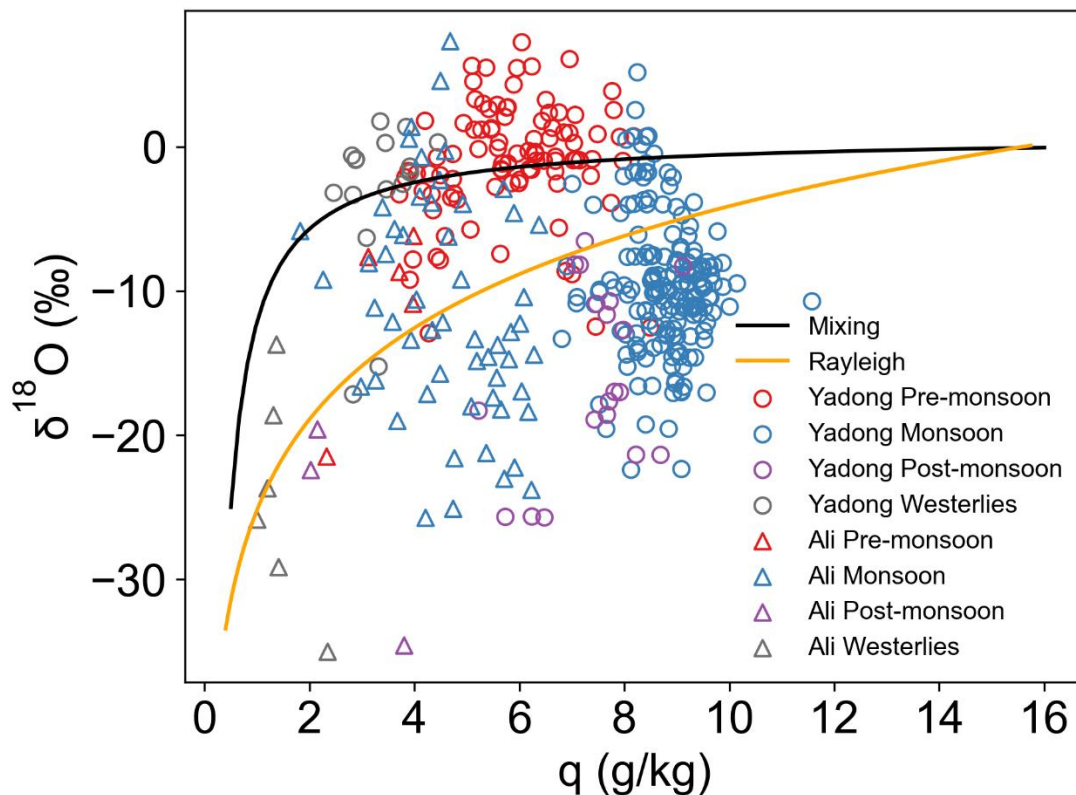 δ ¹⁸O (‰)
0
−10
−20
−30
0 2 4 6 8 10 12 14 16
q (g/kg)
Mixing
Rayleigh
Yadong Pre-monsoon
Yadong Monsoon
Yadong Post-monsoon
Yadong Westerlies
Ali Pre-monsoon
Ali Monsoon
Ali Post-monsoon
Ali Westerlies